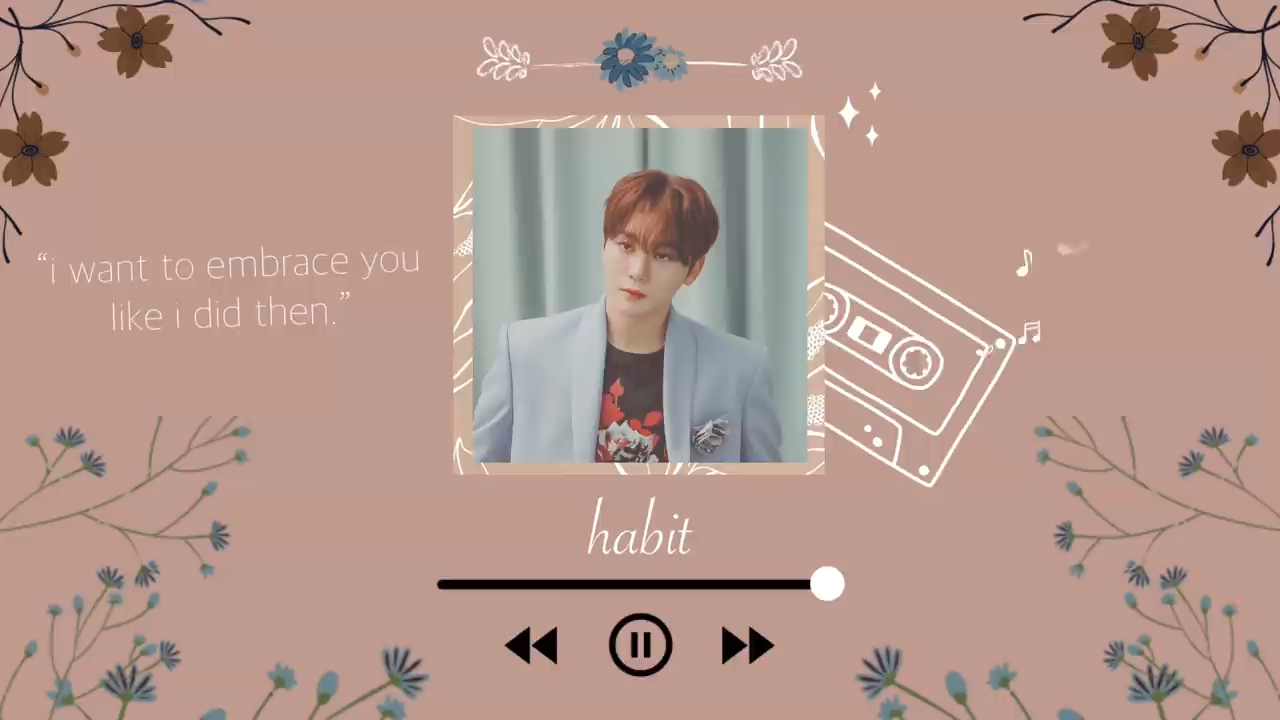 “i want to embrace you
like i did then.”
habit